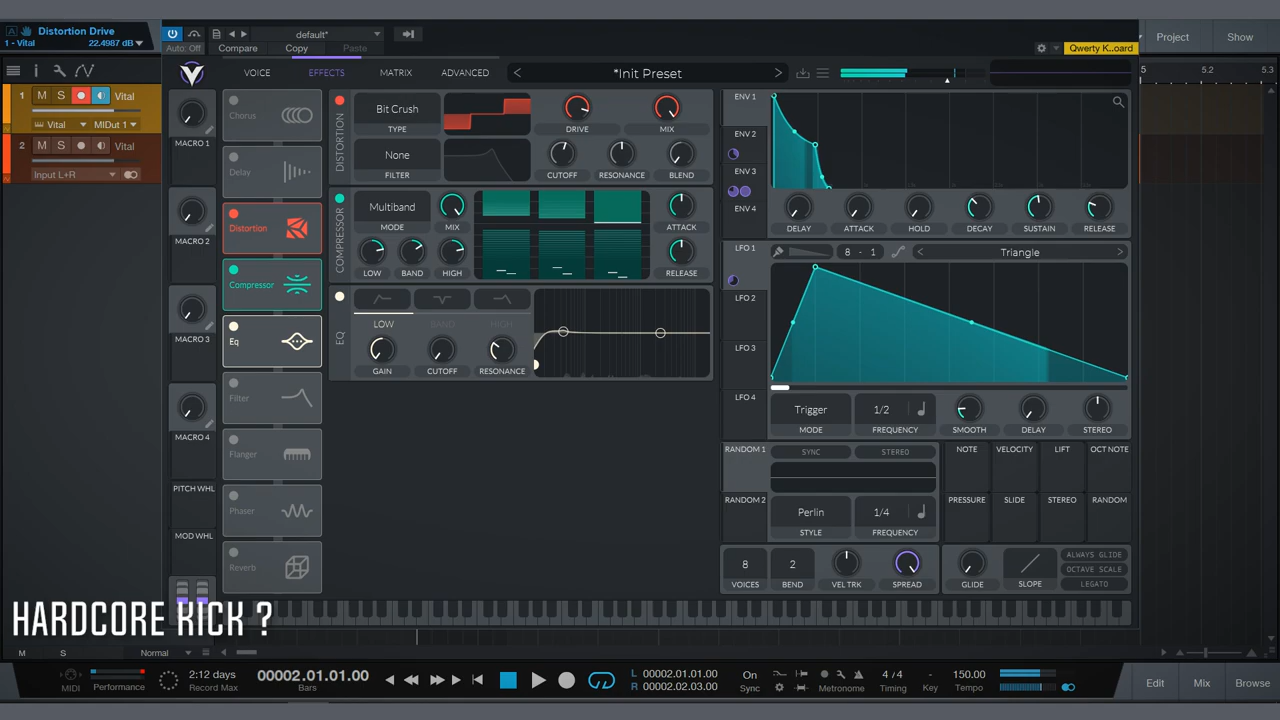 Distortion Drive
1 - Vital 22.4987 dB
Auto: Off
default*
Compare Copy Paste
Qwerty K...oard
Project Show
VOICE EFFECTS MATRIX ADVANCED
*Init Preset
5 5.2 5.3
1 M S Vital
Vital MIDut 1
2 M S Vital
Input L+R
MACRO 1
MACRO 2
MACRO 3
MACRO 4
PITCH WHL
MOD WHL
Chorus
Delay
Distortion
Compressor
Eq
Filter
Flanger
Phaser
Reverb
DISTORTION
Bit Crush
TYPE
DRIVE MIX
None
FILTER
CUTOFF RESONANCE BLEND
COMPRESSOR
Multiband
MODE MIX
LOW BAND HIGH
ATTACK
RELEASE
EQ
LOW BAND HIGH
GAIN CUTOFF RESONANCE
ENV 1
ENV 2
ENV 3
ENV 4
DELAY ATTACK HOLD DECAY SUSTAIN RELEASE
LFO 1
8 - 1
Triangle
LFO 2
LFO 3
LFO 4
Trigger
MODE
1/2
FREQUENCY
SMOOTH DELAY STEREO
RANDOM 1
SYNC STEREO
RANDOM 2
Perlin
STYLE
1/4
FREQUENCY
NOTE VELOCITY LIFT OCT NOTE
PRESSURE SLIDE STEREO RANDOM
8
VOICES
2
BEND
VEL TRK SPREAD
GLIDE SLOPE
ALWAYS GLIDE
OCTAVE SCALE
LEGATO
HARDCORE KICK ?
M S Normal
MIDI
Performance
2:12 days
Record Max
00002.01.01.00
Bars
L 00002.01.01.00
R 00002.02.03.00
On
Sync
Metronome
4 / 4
Timing
-
Key
150.00
Tempo
Edit Mix Browse